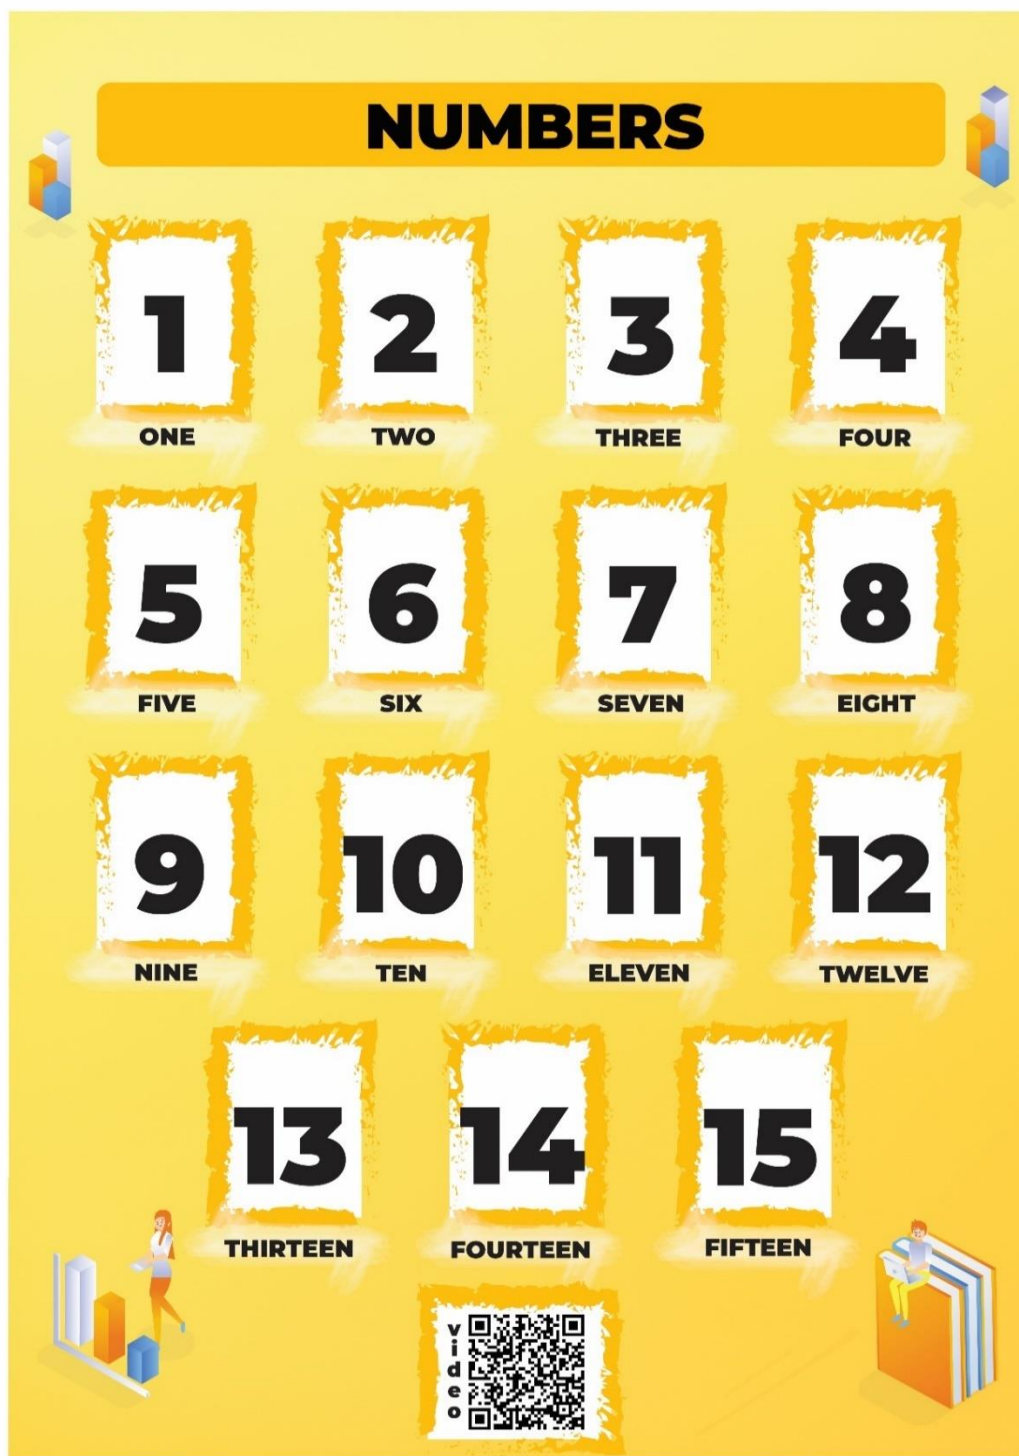 NUMBERS
1 2 3 4
ONE TWO THREE FOUR
5 6 7 8
FIVE SIX SEVEN EIGHT
9 10 11 12
NINE TEN ELEVEN TWELVE
13 14 15
THIRTEEN FOURTEEN FIFTEEN
video